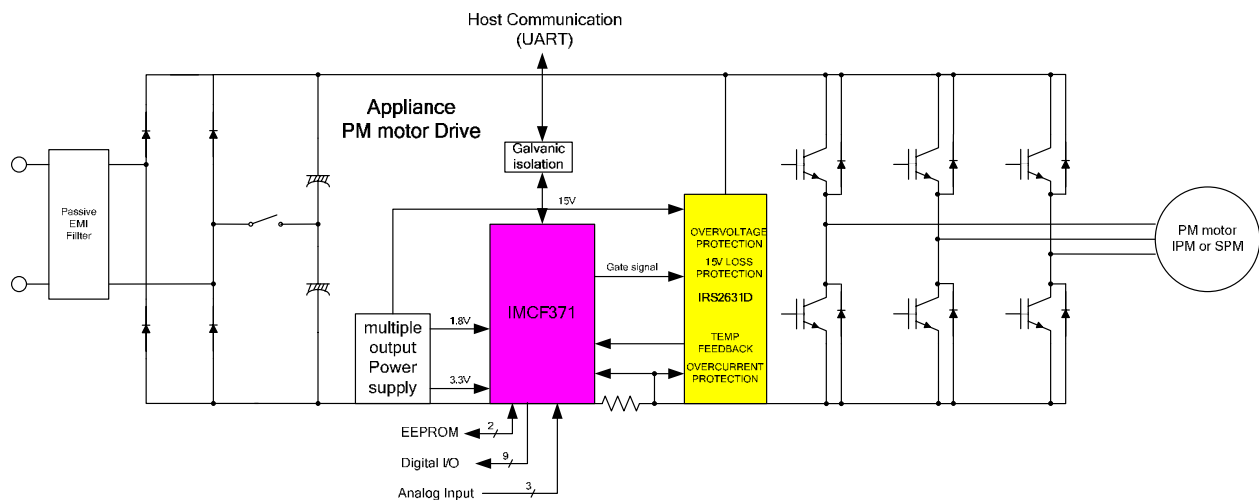 Host Communication
(UART)
Appliance
PM motor Drive
Galvanic
isolation
15V
Passive
EMI
Fillter
OVERVOLTAGE
PROTECTION
Gate signal
15V LOSS
PROTECTION
IRS2631D
IMCF371
PM motor
IPM or SPM
multiple
output
Power
supply
1.8V
3.3V
TEMP
FEEDBACK
OVERCURRENT
PROTECTION
EEPROM
2
Digital I/O
9
Analog Input
3